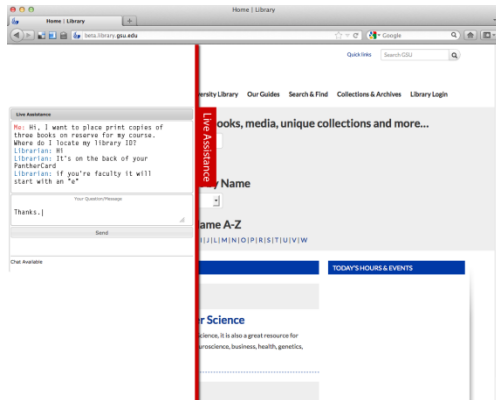 Home | Library
Home | Library
beta.library.gsu.edu
Google
Quicklinks
Search GSU
ersity Library Our Guides Search & Find Collections & Archives Library Login
Live Assistance
ooks, media, unique collections and more...
Live Assistance
Me: Hi, I want to place print copies of
three books on reserve for my course.
Where do I locate my library ID?
Librarian: Hi
Librarian: It's on the back of your
PantherCard
Librarian: if you're faculty it will
start with an "e"
Your Question/Message
Thanks.
Send
Chat Available
y Name
ame A-Z
I|J|L|M|N|O|P|R|S|T|U|V|W
TODAY'S HOURS & EVENTS
er Science
science, it is also a great resource for
uroscience, business, health, genetics,